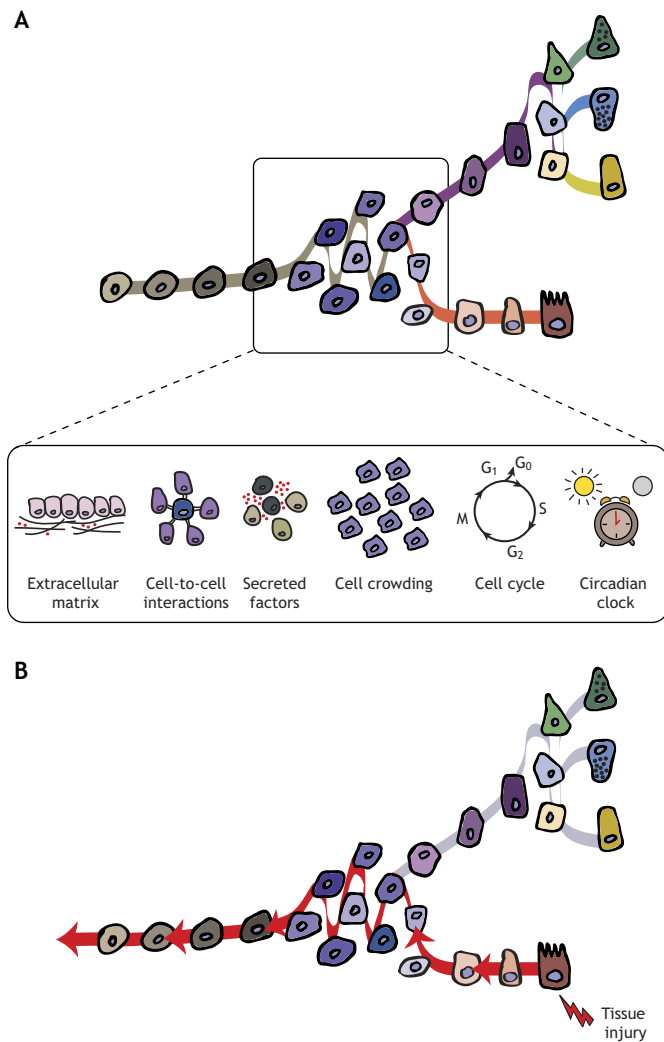 A
G1
G0
M
S
G2
Extracellular
matrix
Cell-to-cell
interactions
Secreted
factors
Cell crowding
Cell cycle
Circadian
clock
B
Tissue
injury